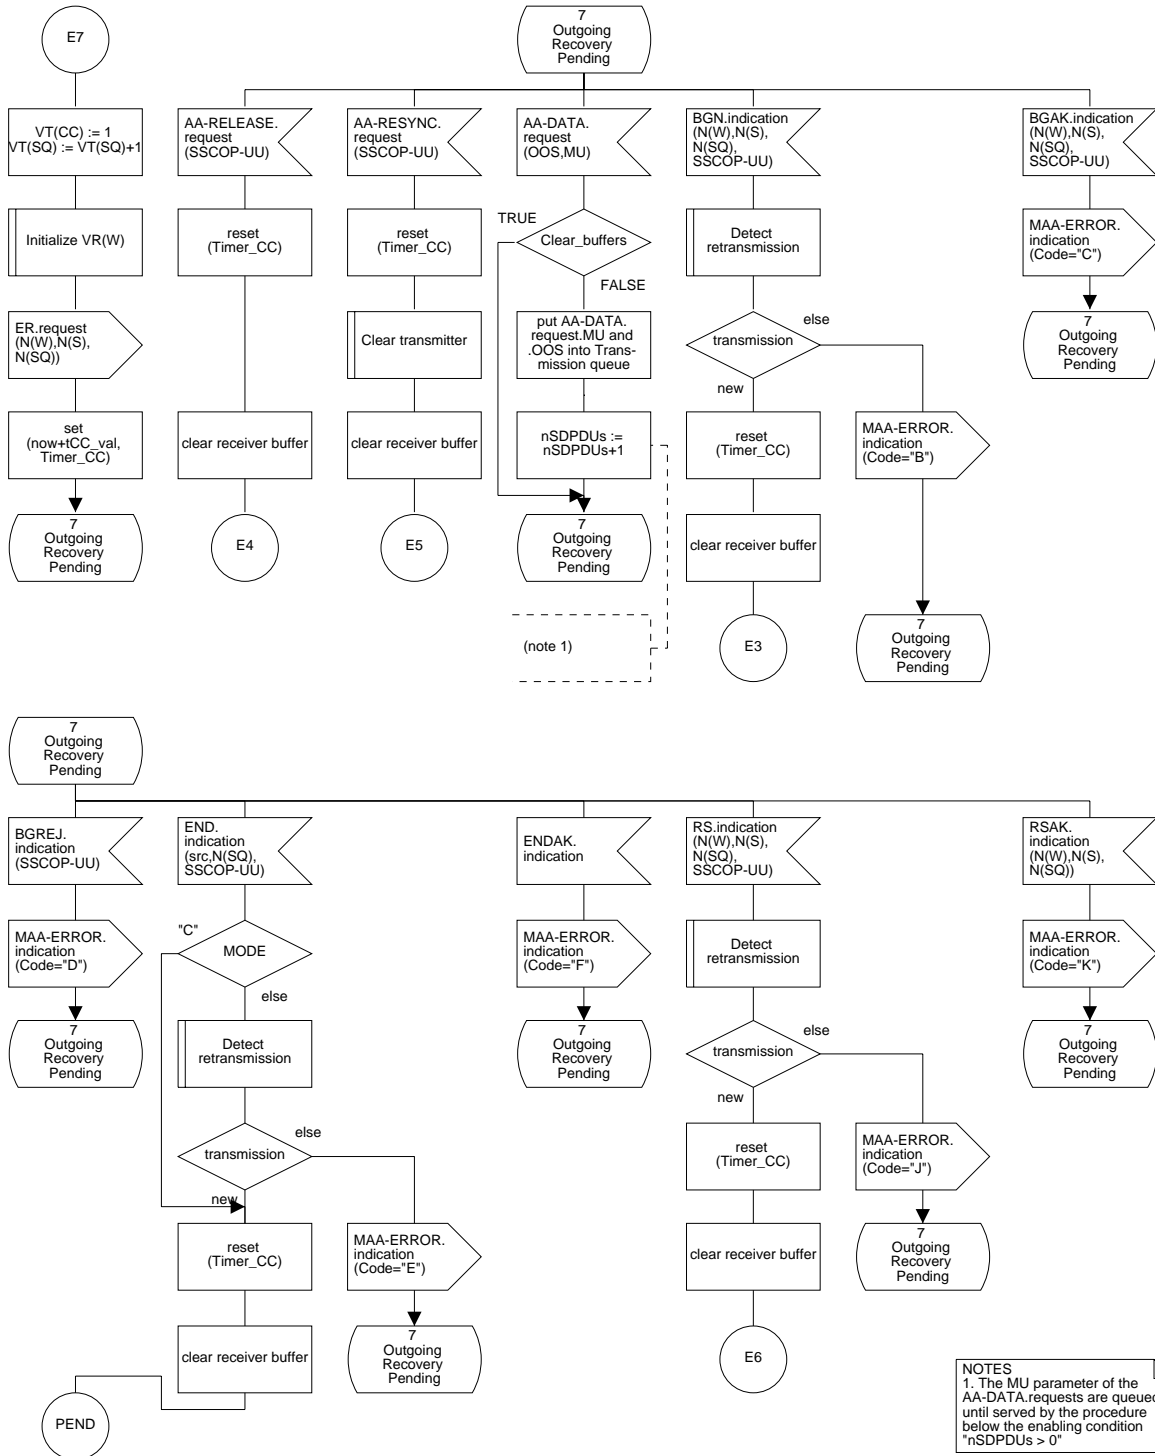 E7
7
Outgoing
Recovery
Pending
VT(CC) := 1
VT(SQ) := VT(SQ)+1
AA-RELEASE.
request
(SSCOP-UU)
AA-RESYNC.
request
(SSCOP-UU)
AA-DATA.
request
(OOS,MU)
BGN.indication
(N(W),N(S),
N(SQ),
SSCOP-UU)
BGAK.indication
(N(W),N(S),
N(SQ),
SSCOP-UU)
Initialize VR(W)
reset
(Timer_CC)
reset
(Timer_CC)
TRUE
Clear_buffers
FALSE
Detect
retransmission
MAA-ERROR.
indication
(Code="C")
ER.request
(N(W),N(S),
N(SQ))
Clear transmitter
put AA-DATA.
request.MU and
.OOS into Trans-
mission queue
transmission
else
new
7
Outgoing
Recovery
Pending
set
(now+tCC_val,
Timer_CC)
clear receiver buffer
clear receiver buffer
nSDPDUs :=
nSDPDUs+1
reset
(Timer_CC)
MAA-ERROR.
indication
(Code="B")
7
Outgoing
Recovery
Pending
E4
E5
7
Outgoing
Recovery
Pending
clear receiver buffer
(note 1)
E3
7
Outgoing
Recovery
Pending
7
Outgoing
Recovery
Pending
BGREJ.
indication
(SSCOP-UU)
END.
indication
(src,N(SQ),
SSCOP-UU)
ENDAK.
indication
RS.indication
(N(W),N(S),
N(SQ),
SSCOP-UU)
RSAK.
indication
(N(W),N(S),
N(SQ))
MAA-ERROR.
indication
(Code="D")
"C"
MODE
else
MAA-ERROR.
indication
(Code="F")
Detect
retransmission
MAA-ERROR.
indication
(Code="K")
7
Outgoing
Recovery
Pending
Detect
retransmission
7
Outgoing
Recovery
Pending
transmission
else
new
7
Outgoing
Recovery
Pending
transmission
else
new
reset
(Timer_CC)
MAA-ERROR.
indication
(Code="J")
reset
(Timer_CC)
MAA-ERROR.
indication
(Code="E")
clear receiver buffer
7
Outgoing
Recovery
Pending
clear receiver buffer
7
Outgoing
Recovery
Pending
E6
PEND
NOTES
1. The MU parameter of the
AA-DATA.requests are queued
until served by the procedure
below the enabling condition
"nSDPDUs > 0"